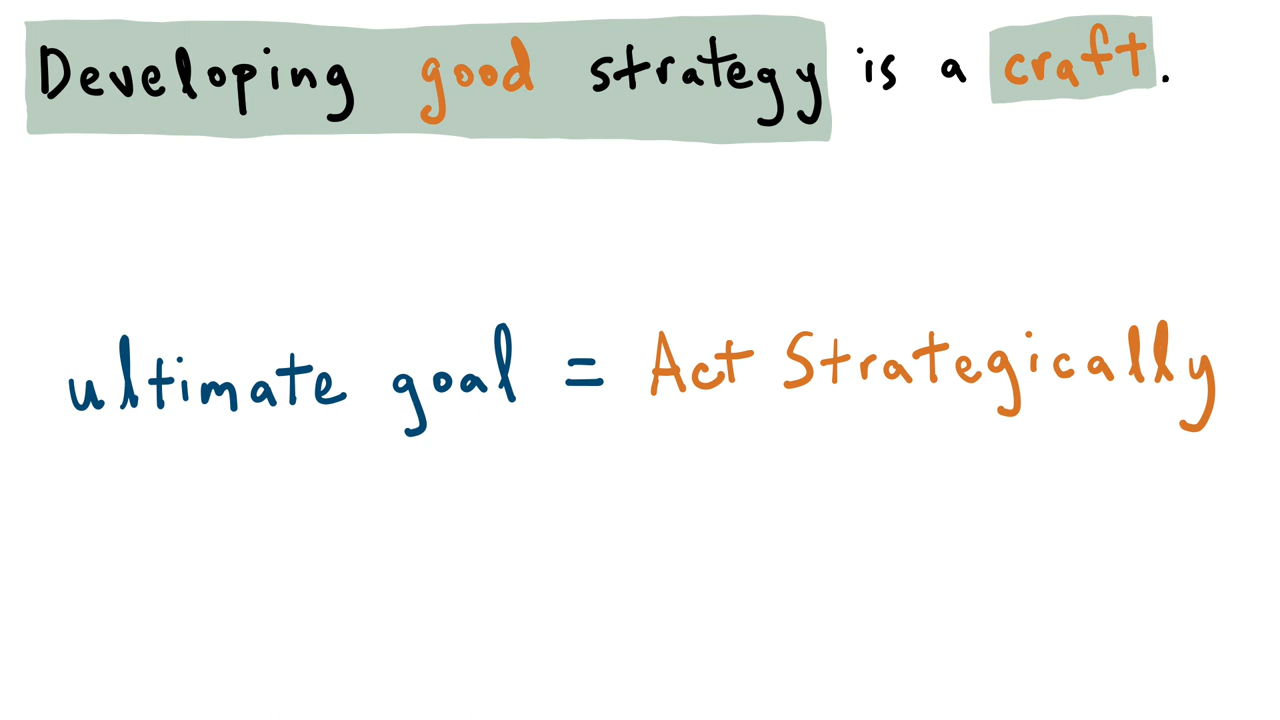 Developing good strategy is a craft.
ultimate goal = Act Strategically